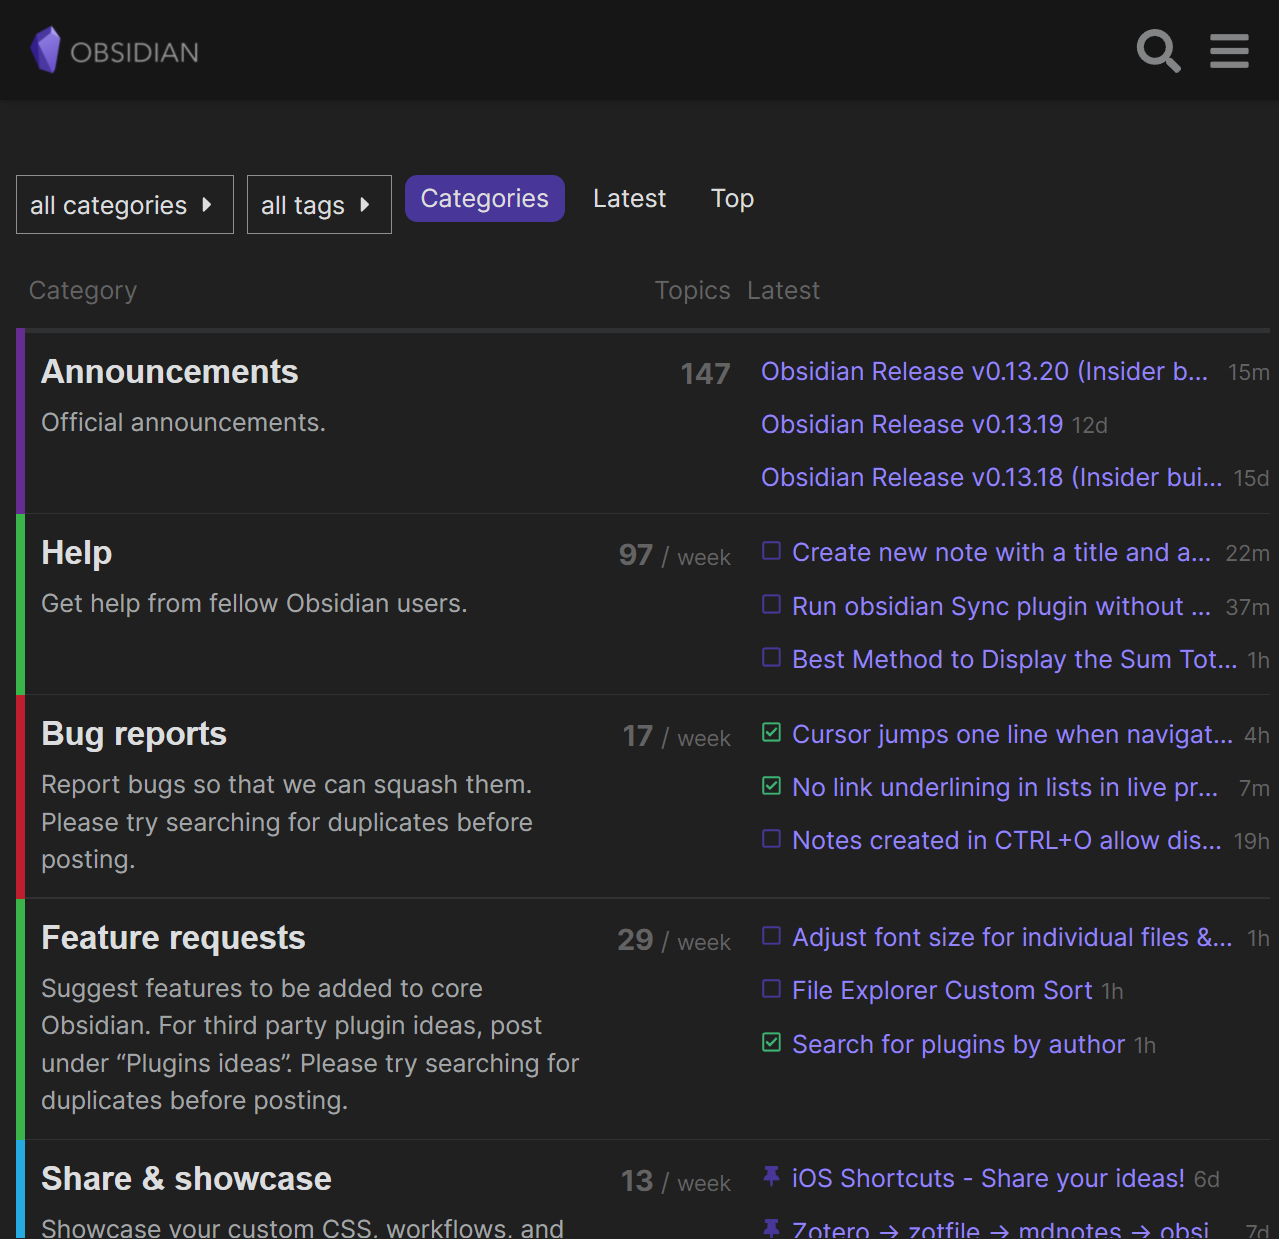 OBSIDIAN
all categories
all tags
Categories
Latest
Top
Category
Topics
Latest
Announcements
147
Official announcements.
Obsidian Release v0.13.20 (Insider b... 15m
Obsidian Release v0.13.19 12d
Obsidian Release v0.13.18 (Insider bui... 15d
Help
97 / week
Get help from fellow Obsidian users.
Create new note with a title and a... 22m
Run obsidian Sync plugin without ... 37m
Best Method to Display the Sum Tot... 1h
Bug reports
17 / week
Report bugs so that we can squash them.
Please try searching for duplicates before
posting.
Cursor jumps one line when navigat... 4h
No link underlining in lists in live pr... 7m
Notes created in CTRL+O allow dis... 19h
Feature requests
29 / week
Suggest features to be added to core
Obsidian. For third party plugin ideas, post
under “Plugins ideas”. Please try searching for
duplicates before posting.
Adjust font size for individual files &... 1h
File Explorer Custom Sort 1h
Search for plugins by author 1h
Share & showcase
13 / week
Showcase your custom CSS, workflows, and
iOS Shortcuts - Share your ideas! 6d
Zotero → zotfile → mdnotes → obsi... 7d